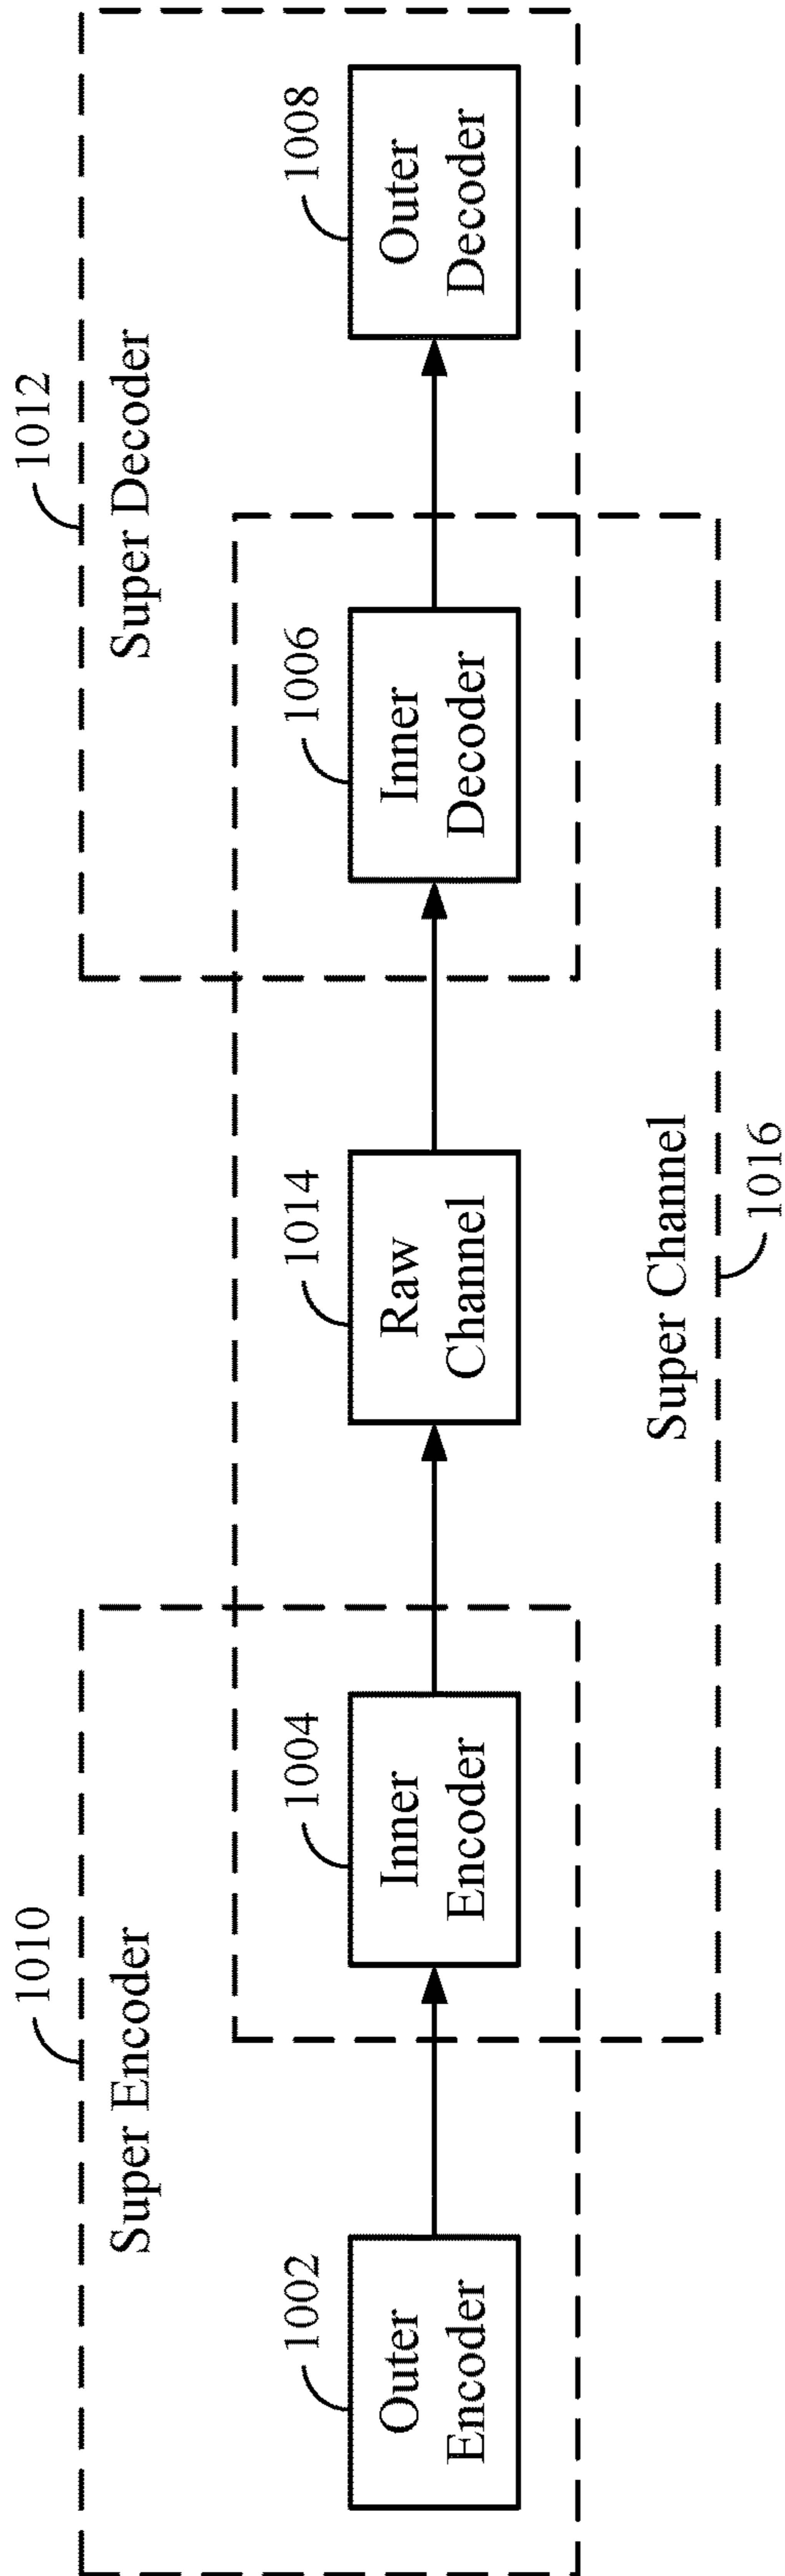 1010
Super Encoder
1012
Super Decoder
1002
Outer
Encoder
1004
Inner
Encoder
1014
Raw
Channel
1006
Inner
Decoder
1008
Outer
Decoder
Super Channel
1016